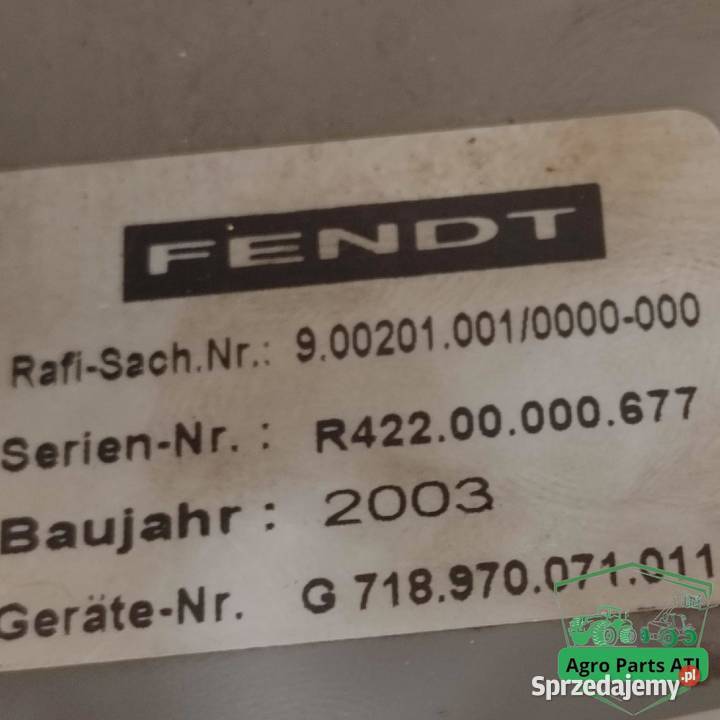 FENDT
Rafi-Sach.Nr.: 9.00201.001/0000-000
Serien-Nr. : R422.00.000.677
Baujahr : 2003
Geräte-Nr. G 718.970.071.011
Agro Parts ATI
Sprzedajemy.pl